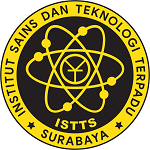 INSTITUT SAINS DAN TEKNOLOGI TERPADU
ISTTS
SURABAYA